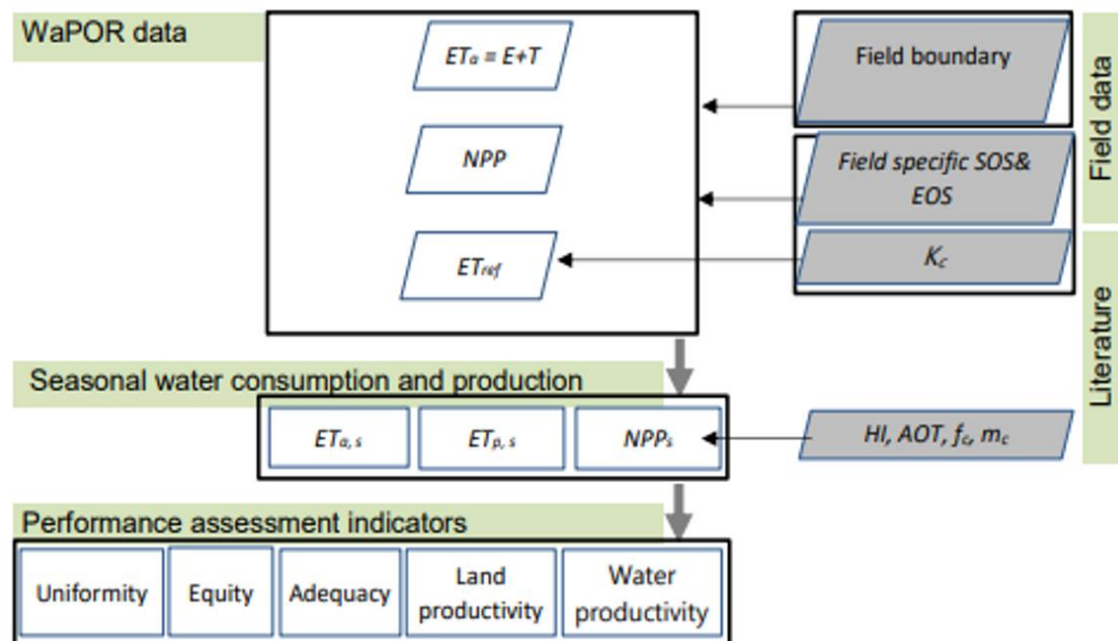 WaPOR data
ETa = E+T
NPP
ETref
Field boundary
Field specific SOS&
EOS
Kc
Field data
Literature
Seasonal water consumption and production
ETa, s
ETp, s
NPPs
HI, AOT, fc, mc
Performance assessment indicators
Uniformity
Equity
Adequacy
Land
productivity
Water
productivity